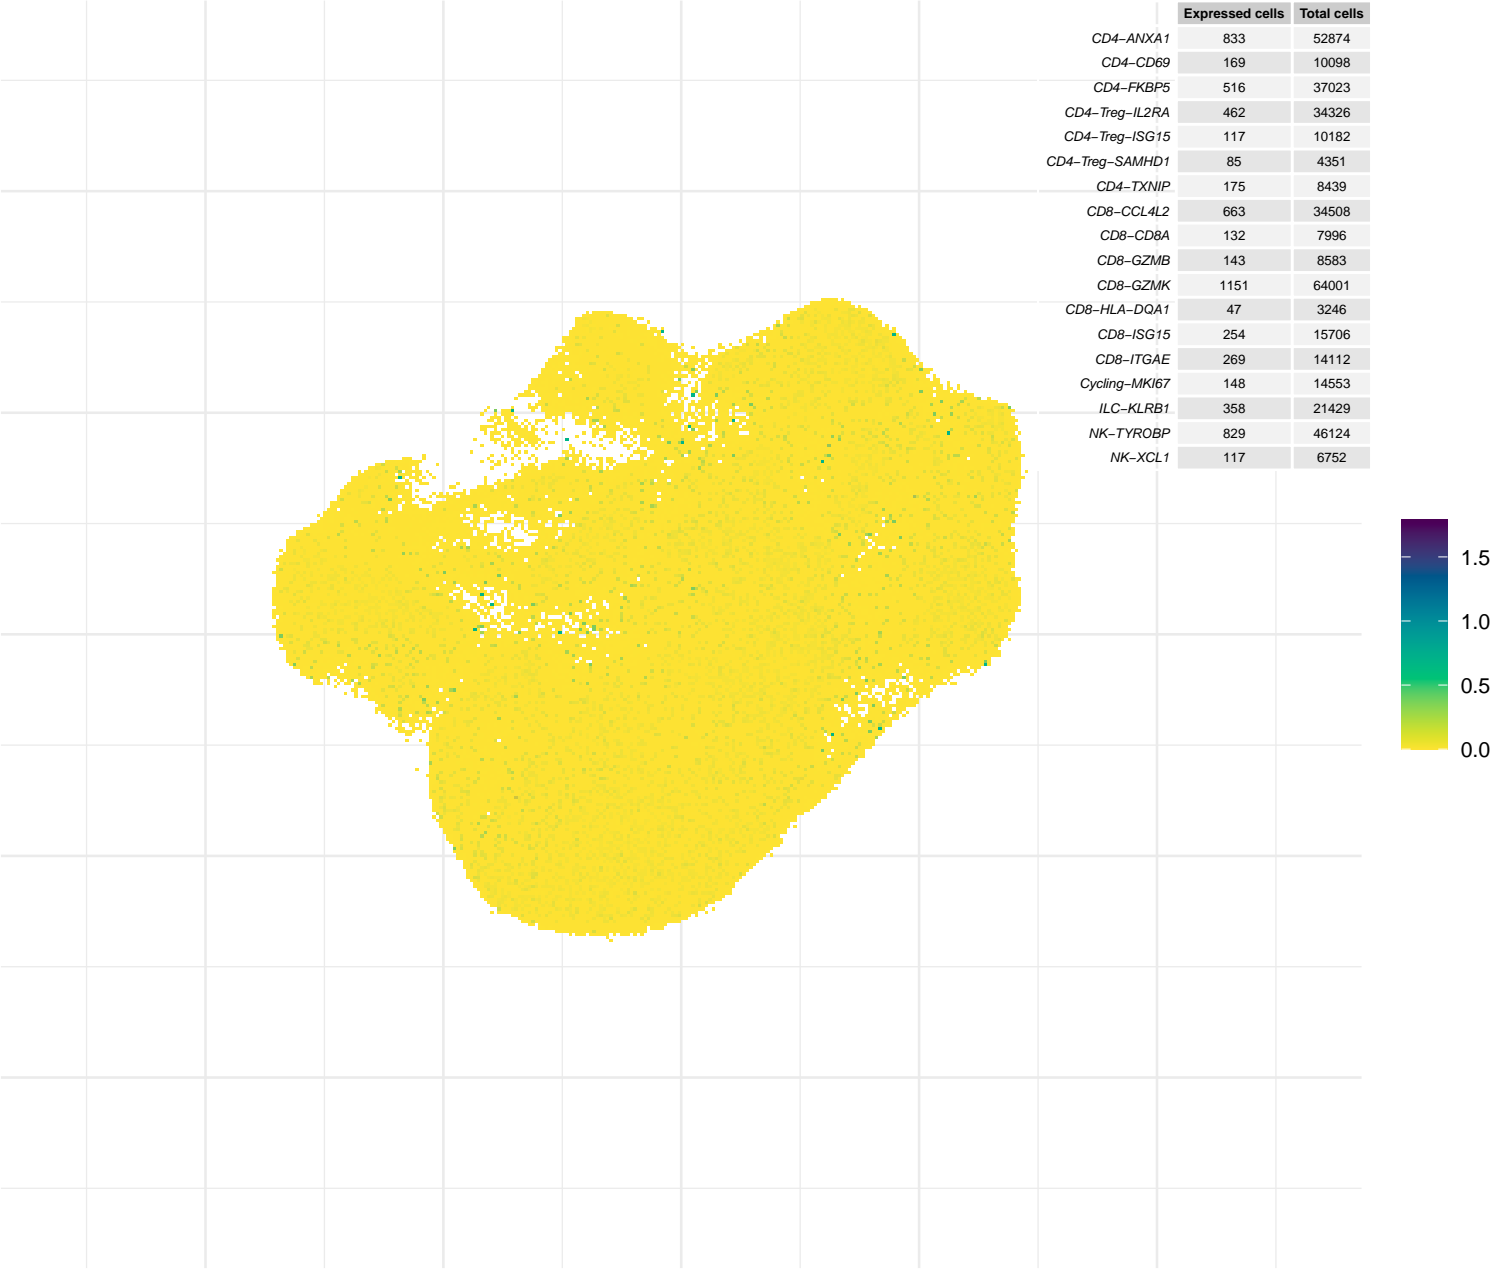 Expressed cells Total cells
CD4−ANXA1 833 52874
CD4−CD69 169 10098
CD4−FKBP5 516 37023
CD4−Treg−IL2RA 462 34326
CD4−Treg−ISG15 117 10182
CD4−Treg−SAMHD1 85 4351
CD4−TXNIP 175 8439
CD8−CCL4L2 663 34508
CD8−CD8A 132 7996
CD8−GZMB 143 8583
CD8−GZMK 1151 64001
CD8−HLA−DQA1 47 3246
CD8−ISG15 254 15706
CD8−ITGAE 269 14112
Cycling−MKI67 148 14553
ILC−KLRB1 358 21429
NK−TYROBP 829 46124
NK−XCL1 117 6752
1.5
1.0
0.5
0.0